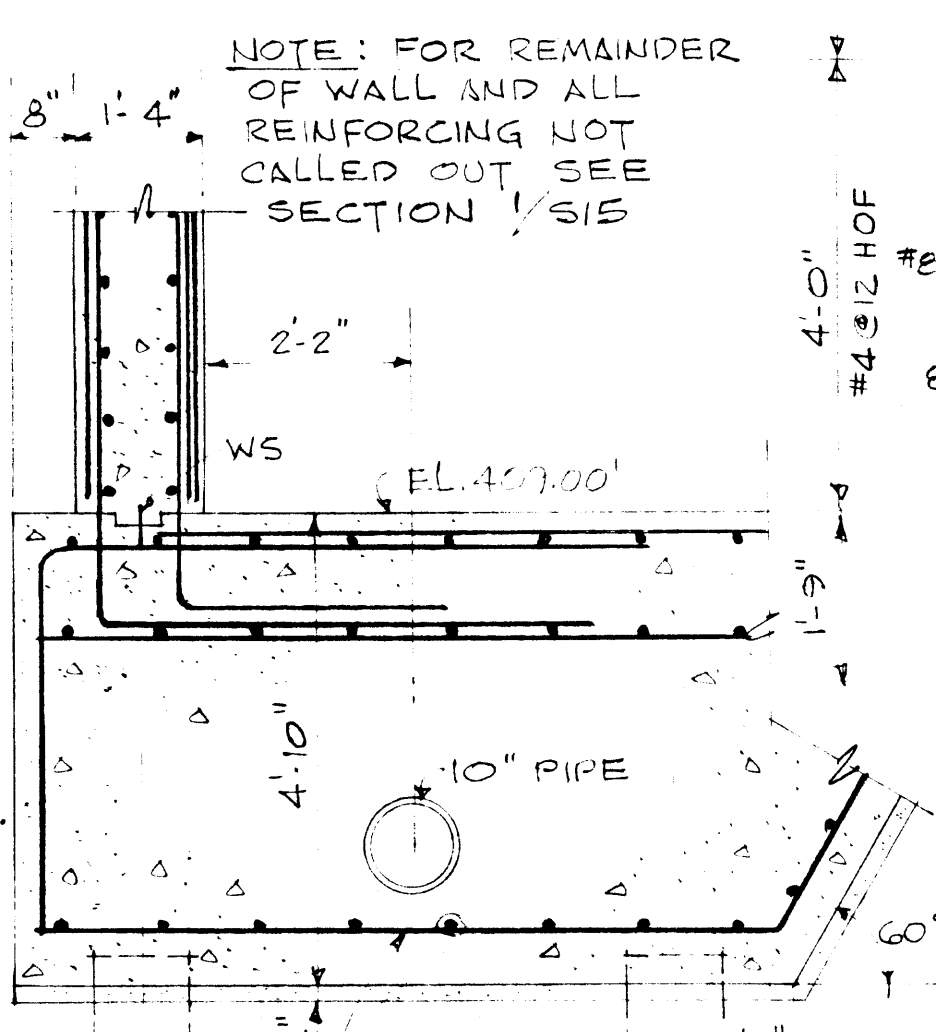 NOTE: FOR REMAINDER
OF WALL AND ALL
REINFORCING NOT
CALLED OUT SEE
SECTION 1/S15
8" 1'-4"
2'-2"
W5
EL. 409.00'
4'-0"
#4@12 HOF
1'-9"
4'-10"
10" PIPE
60°